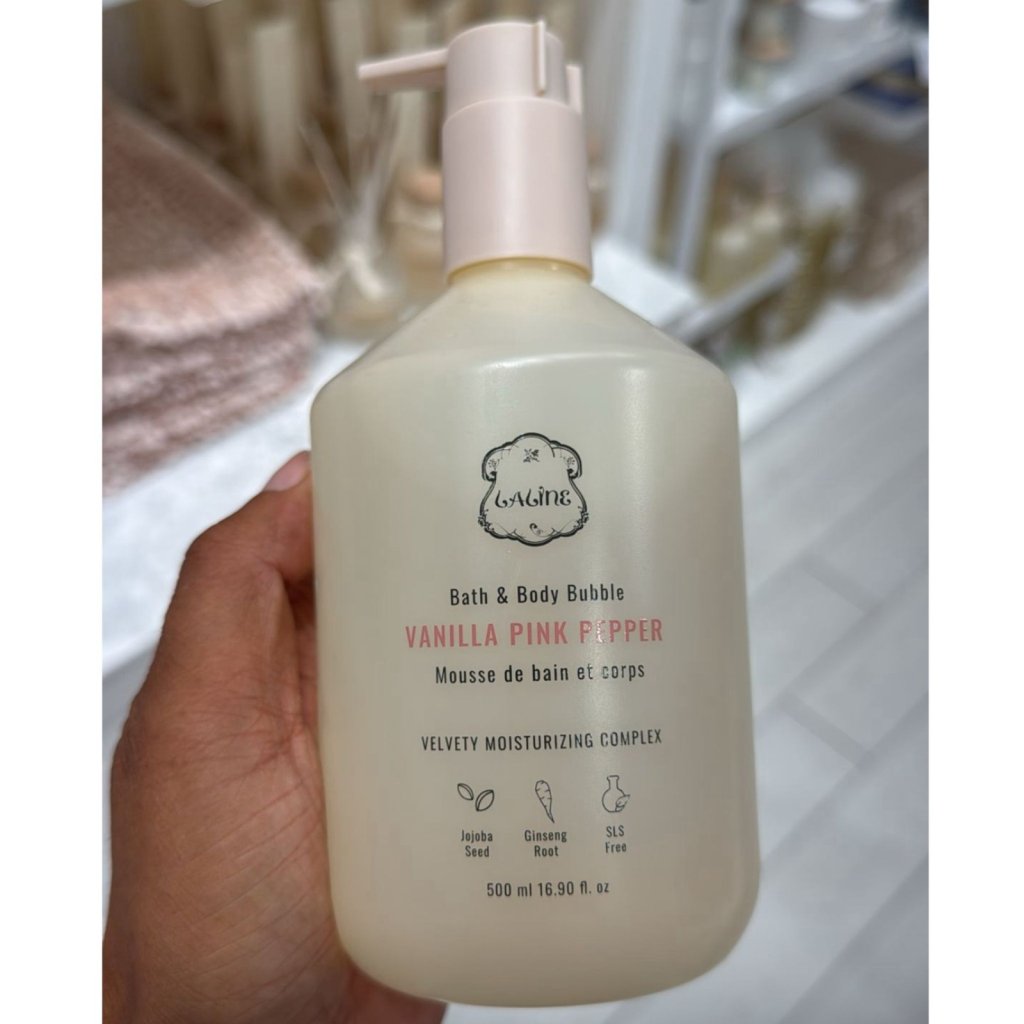 LALINE
Bath & Body Bubble
VANILLA PINK PEPPER
Mousse de bain et corps
VELVETY MOISTURIZING COMPLEX
Jojoba Seed
Ginseng Root
SLS Free
500 ml 16.90 fl. oz